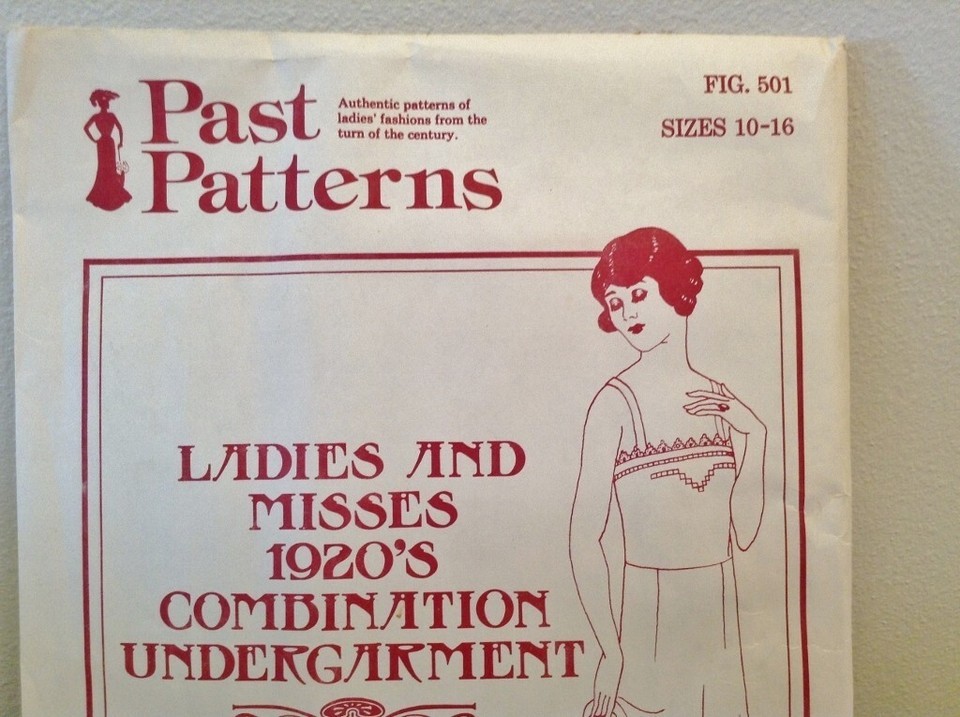 Past
Patterns
Authentic patterns of
ladies' fashions from the
turn of the century.
FIG. 501
SIZES 10-16
LADIES AND
MISSES
1920'S
COMBINATION
UNDERGARMENT